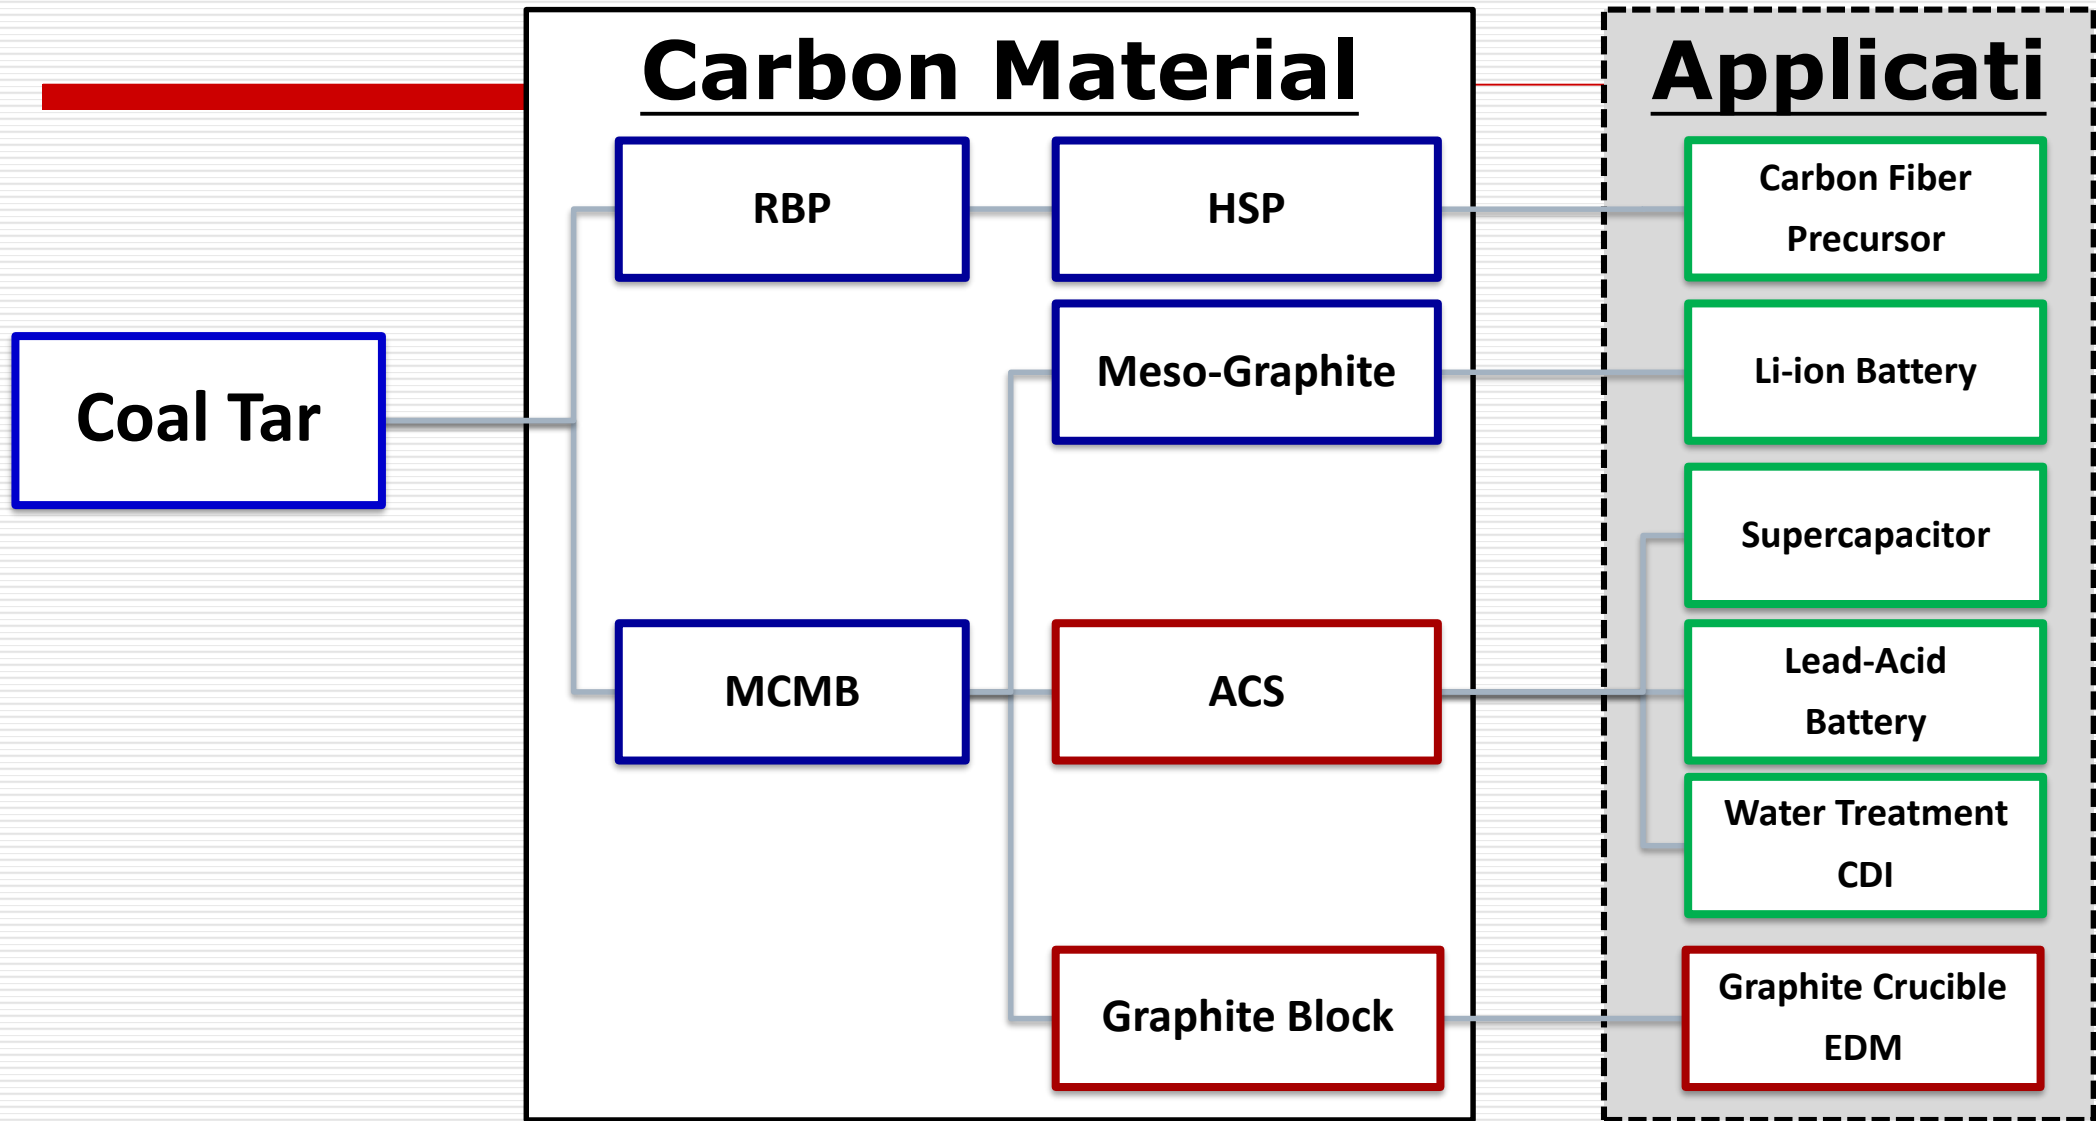 Carbon Material
Applicati
Coal Tar
RBP
HSP
Carbon Fiber
Precursor
Meso-Graphite
Li-ion Battery
Supercapacitor
MCMB
ACS
Lead-Acid
Battery
Water Treatment
CDI
Graphite Block
Graphite Crucible
EDM